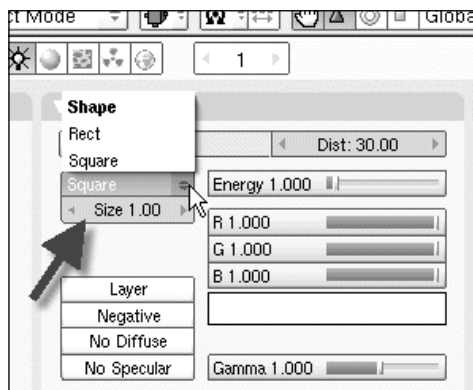 ct Mode
Globa
1
Shape
Rect
Square
Dist: 30.00
Square
Energy 1.000
Size 1.00
R 1.000
G 1.000
B 1.000
Layer
Negative
No Diffuse
No Specular
Gamma 1.000